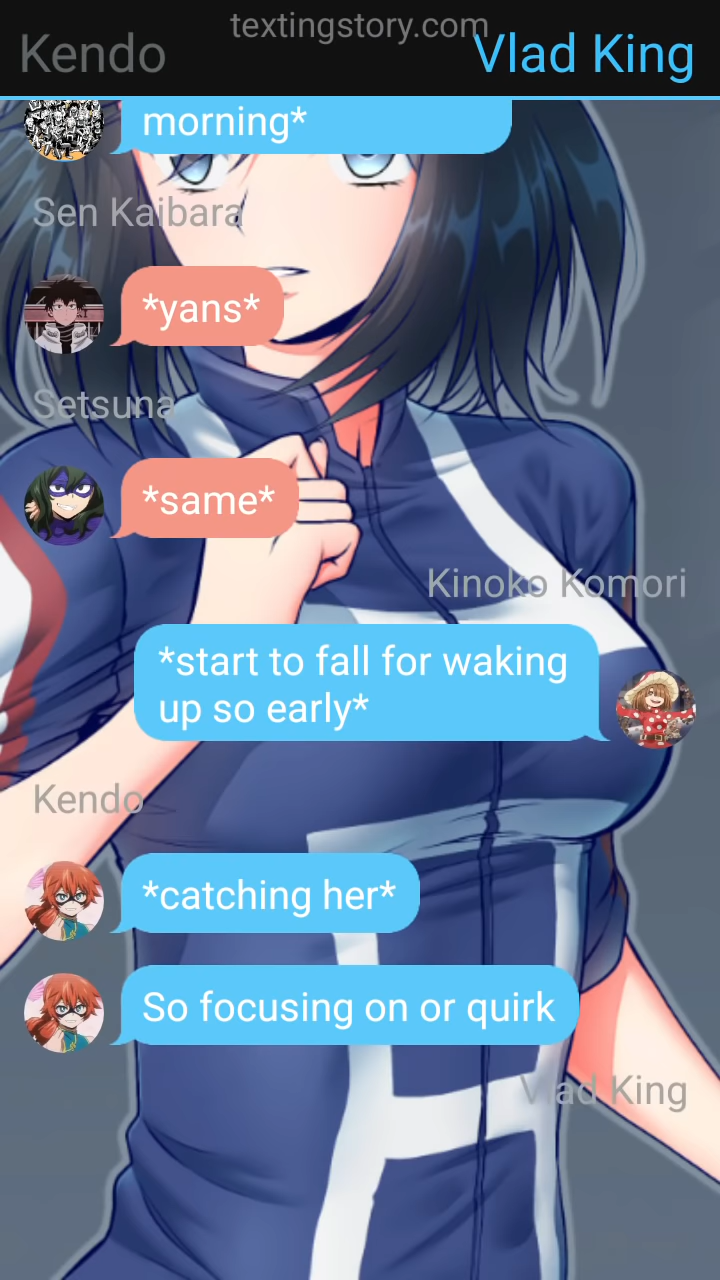 textingstory.com
Kendo
Vlad King
morning*
Sen Kaibara
*yans*
Setsuna
*same*
Kinoko Komori
*start to fall for waking
up so early*
Kendo
*catching her*
So focusing on or quirk
Vlad King